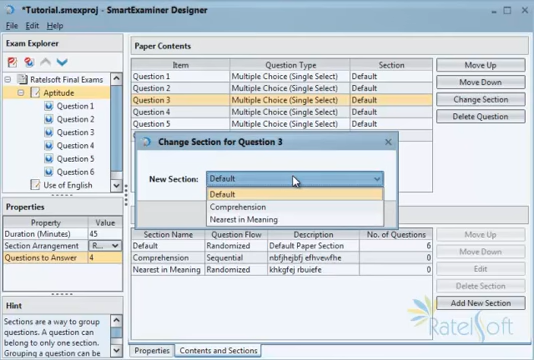 *Tutorial.smexproj - SmartExaminer Designer
File Edit Help
Exam Explorer
Ratelsoft Final Exams
Aptitude
Question 1
Question 2
Question 3
Question 4
Question 5
Question 6
Use of English
Properties
Property Value
Duration (Minutes) 45
Section Arrangement R...
Questions to Answer 4
Hint
Sections are a way to group
questions. A question can
belong to only one section.
Grouping a question can be
Paper Contents
Item Question Type Section
Question 1 Multiple Choice (Single Select) Default
Question 2 Multiple Choice (Single Select) Default
Question 3 Multiple Choice (Single Select) Default
Question 4 Multiple Choice (Single Select) Default
Question 5 Multiple Choice (Single Select) Default
Move Up
Move Down
Change Section
Delete Question
Change Section for Question 3
New Section: Default
Default
Comprehension
Nearest in Meaning
Section Name Question Flow Description No. of Questions
Default Randomized Default Paper Section 6
Comprehension Sequential nbfjhejbfj efhvewfhe 0
Nearest in Meaning Randomized khkgfej rbuiefe 0
Move Up
Move Down
Edit
Delete Section
Add New Section
RatelSoft
Properties Contents and Sections